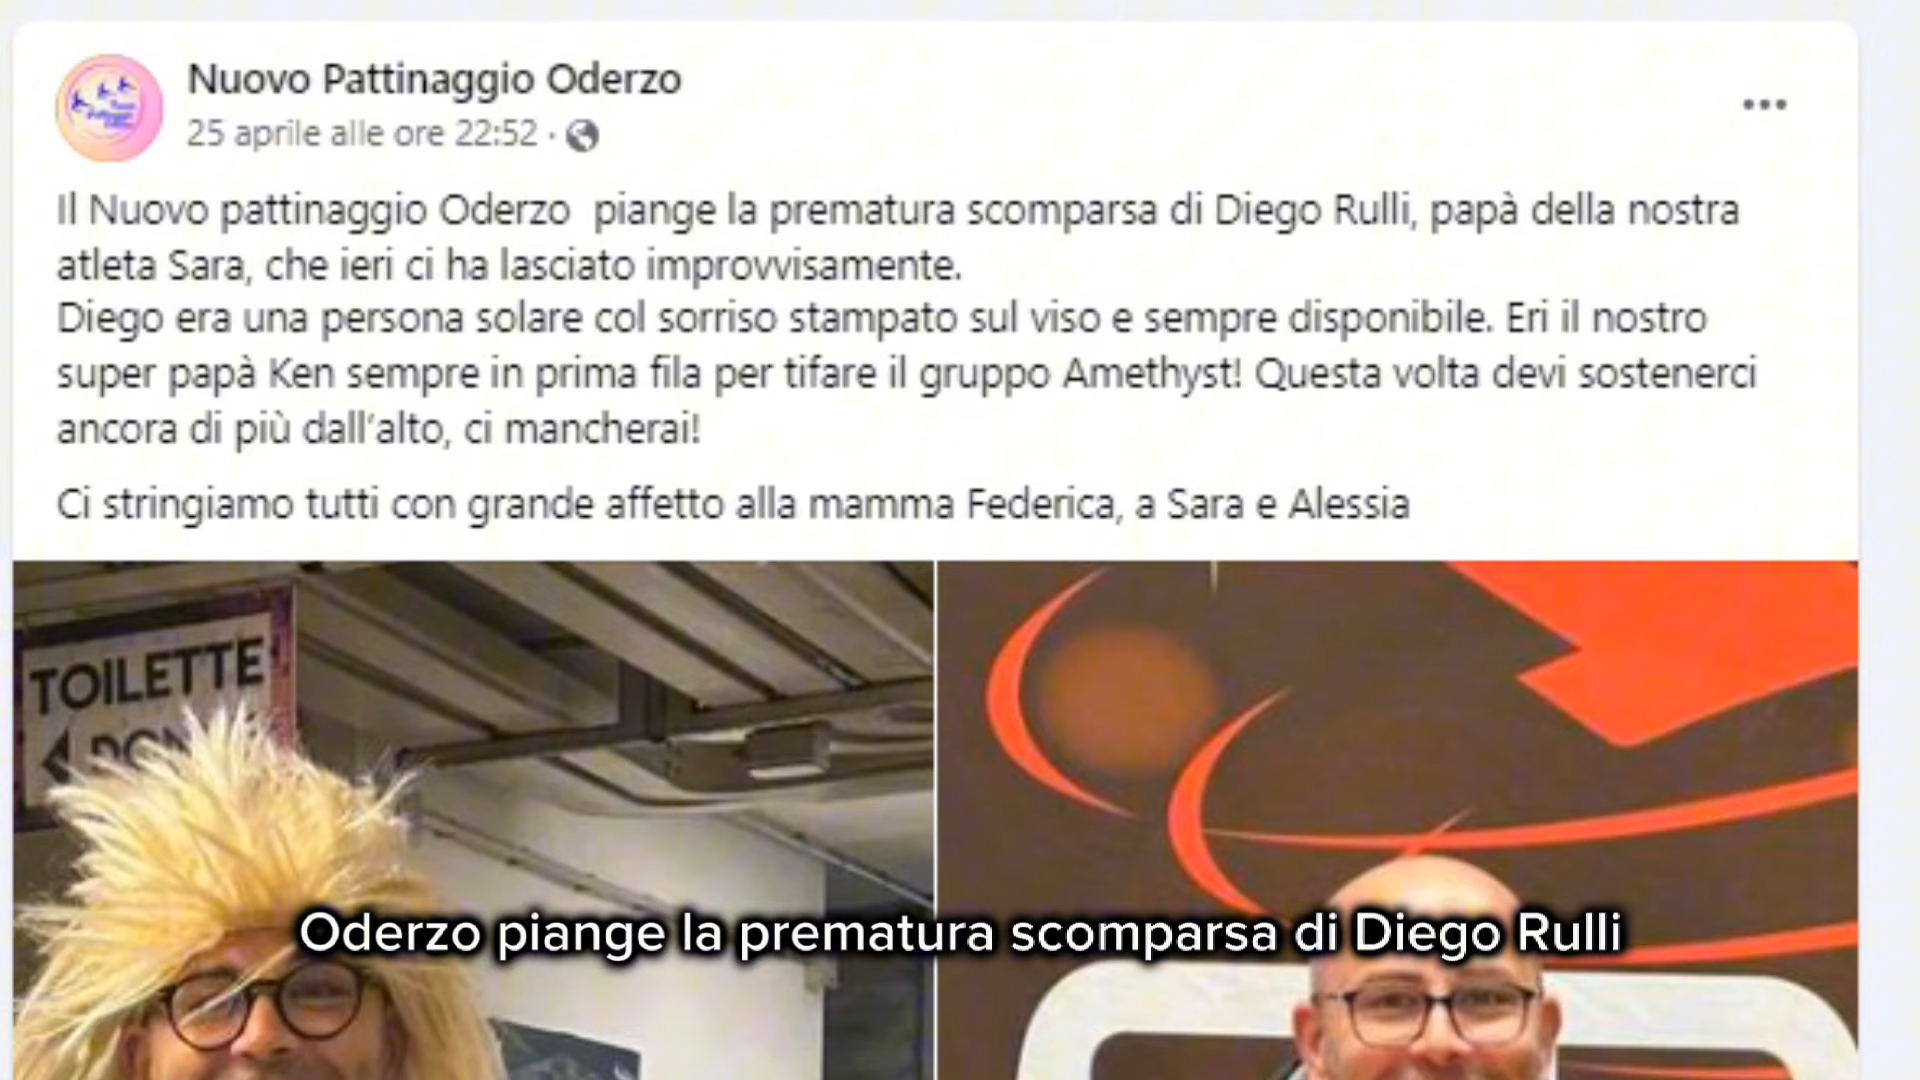 Nuovo Pattinaggio Oderzo
25 aprile alle ore 22:52 ·
Il Nuovo pattinaggio Oderzo  piange la prematura scomparsa di Diego Rulli, papà della nostra
atleta Sara, che ieri ci ha lasciato improvvisamente.
Diego era una persona solare col sorriso stampato sul viso e sempre disponibile. Eri il nostro
super papà Ken sempre in prima fila per tifare il gruppo Amethyst! Questa volta devi sostenerci
ancora di più dall'alto, ci mancherai!
Ci stringiamo tutti con grande affetto alla mamma Federica, a Sara e Alessia
TOILETTE
Oderzo piange la prematura scomparsa di Diego Rulli